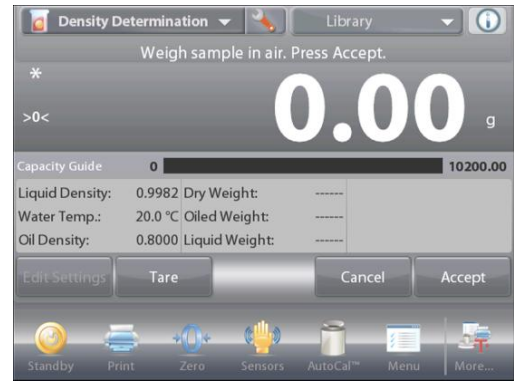 Density Determination Library
Weigh sample in air. Press Accept.
*
>0< 0.00 g
Capacity Guide 0 10200.00
Liquid Density: 0.9982 Dry Weight: ------
Water Temp.: 20.0 °C Oiled Weight: ------
Oil Density: 0.8000 Liquid Weight: ------
Edit Settings Tare Cancel Accept
Standby Print Zero Sensors AutoCal™ Menu More...